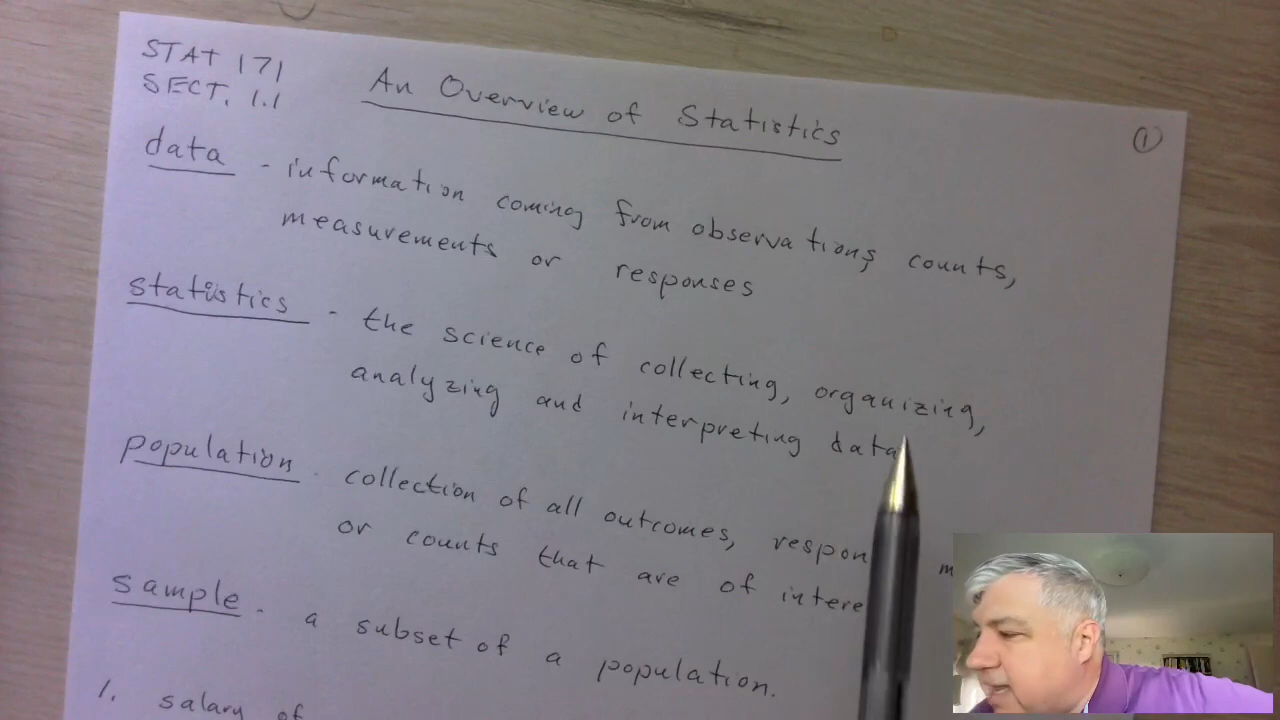 STAT 171
SECT. 1.1
An Overview of Statistics
①
data - information coming from observations, counts,
measurements or responses
statistics - the science of collecting, organizing,
analyzing and interpreting data
population - collection of all outcomes,
or counts that are of
sample - a subset of a population.
1. salary of